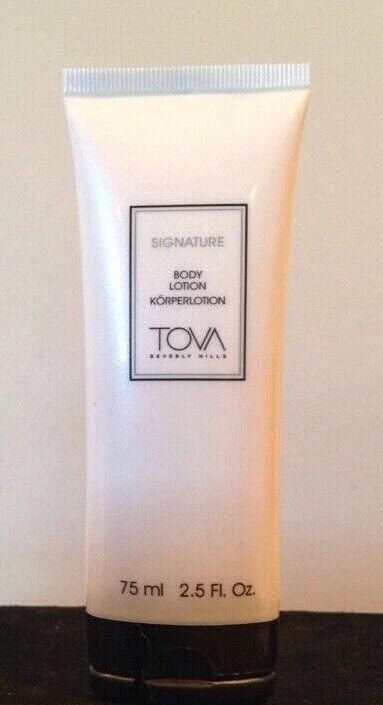 SIGNATURE
BODY
LOTION
KÖRPERLOTION
TOVA
BEVERLY HILLS
75 ml 2.5 Fl. Oz.